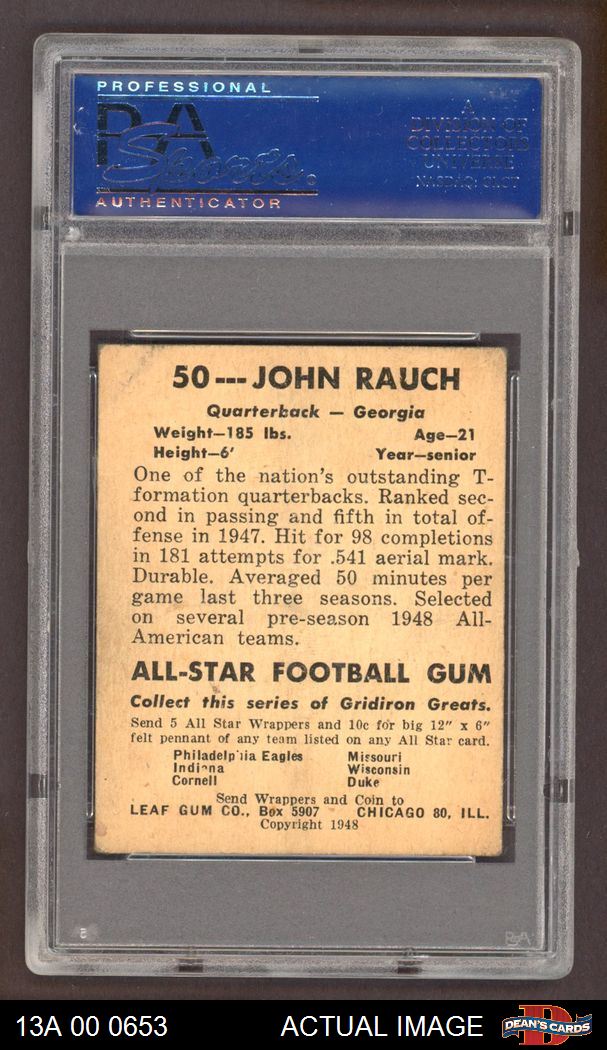 PROFESSIONAL
PSA
Sports
AUTHENTICATOR
A
DIVISION OF
COLLECTORS
UNIVERSE
NASDAQ: CLCT
50---JOHN RAUCH
Quarterback — Georgia
Weight—185 lbs. Age—21
Height—6' Year—senior
One of the nation's outstanding T-
formation quarterbacks. Ranked sec-
ond in passing and fifth in total of-
fense in 1947. Hit for 98 completions
in 181 attempts for .541 aerial mark.
Durable. Averaged 50 minutes per
game last three seasons. Selected
on several pre-season 1948 All-
American teams.
ALL-STAR FOOTBALL GUM
Collect this series of Gridiron Greats.
Send 5 All Star Wrappers and 10c for big 12" x 6"
felt pennant of any team listed on any All Star card.
Philadelphia Eagles Missouri
Indiana Wisconsin
Cornell Duke
Send Wrappers and Coin to
LEAF GUM CO., Box 5907 CHICAGO 80, ILL.
Copyright 1948
PSA
13A 00 0653 ACTUAL IMAGE
D
DEAN'S CARDS